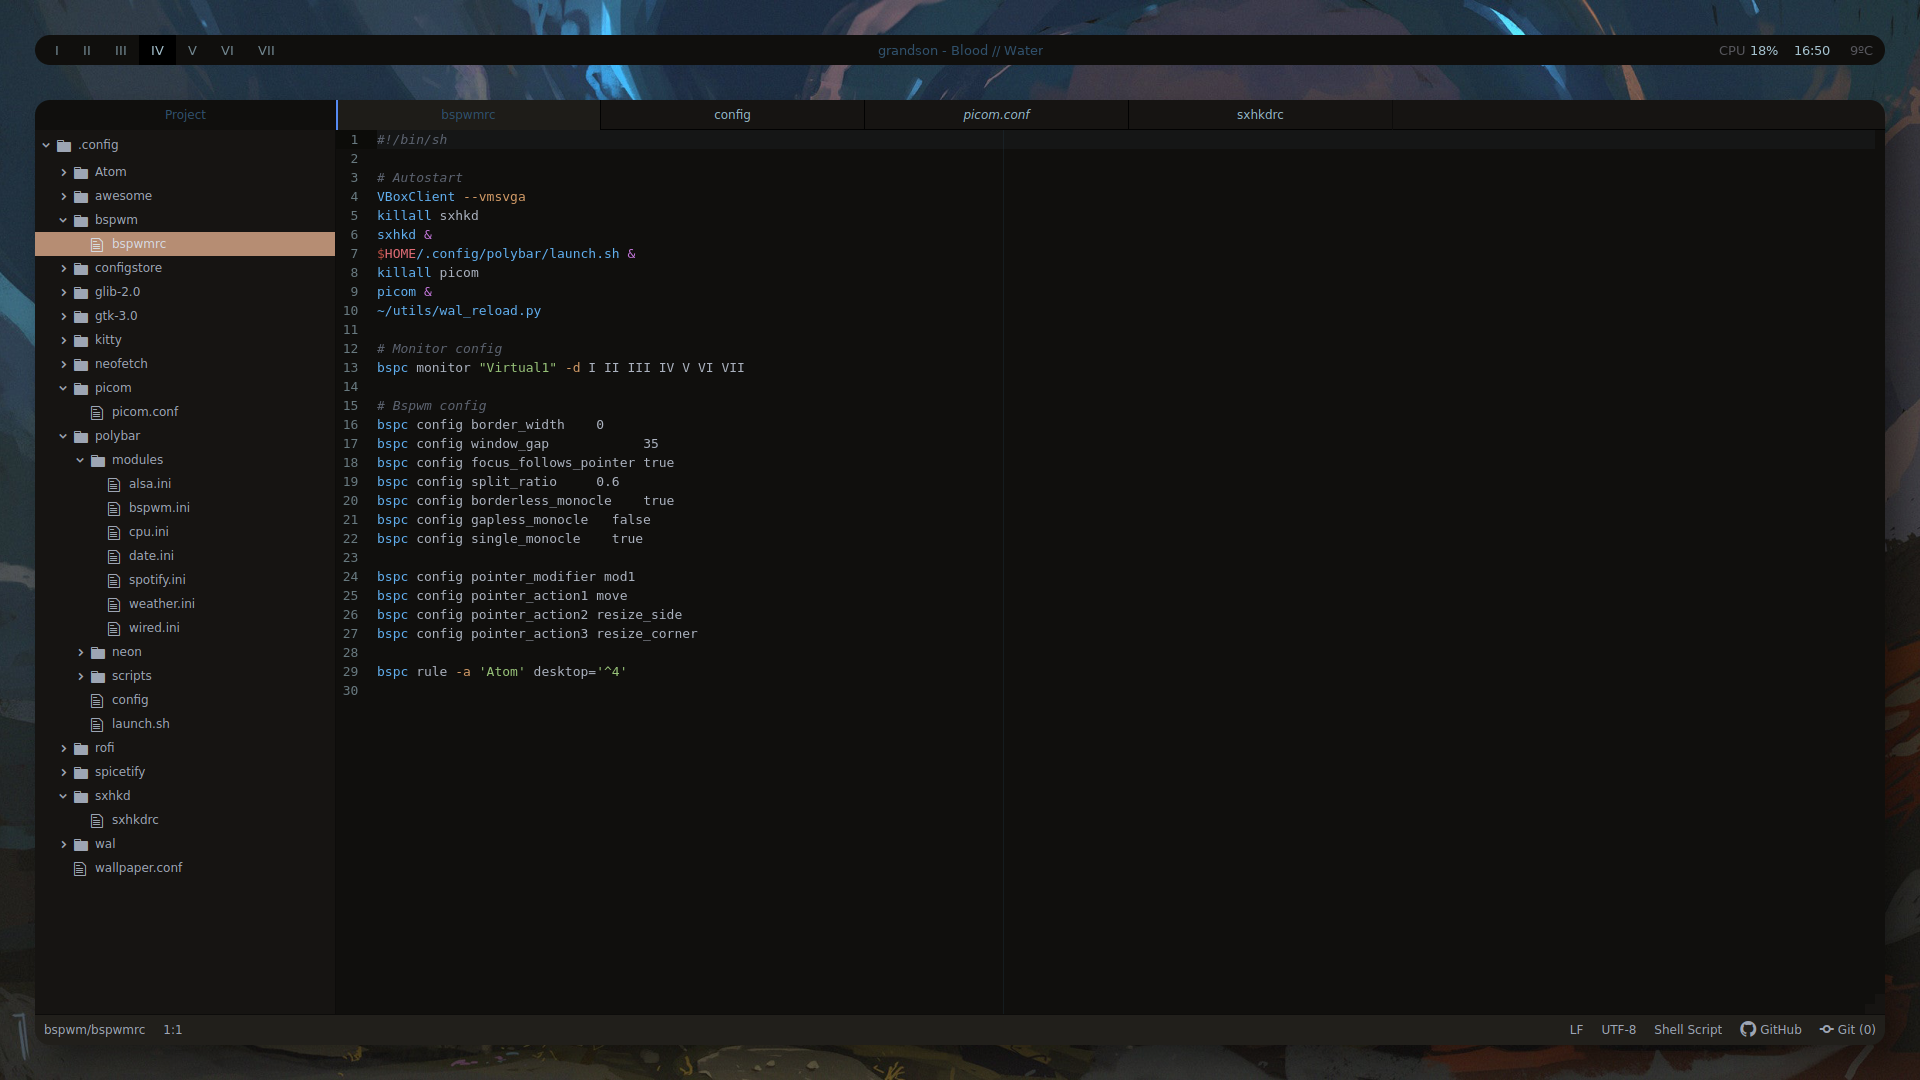 I II III IV V VI VII
grandson - Blood // Water
CPU 18% 16:50 9ºC
Project
.config
Atom
awesome
bspwm
bspwmrc
configstore
glib-2.0
gtk-3.0
kitty
neofetch
picom
picom.conf
polybar
modules
alsa.ini
bspwm.ini
cpu.ini
date.ini
spotify.ini
weather.ini
wired.ini
neon
scripts
config
launch.sh
rofi
spicetify
sxhkd
sxhkdrc
wal
wallpaper.conf
bspwmrc config picom.conf sxhkdrc
1 #!/bin/sh
2
3 # Autostart
4 VBoxClient --vmsvga
5 killall sxhkd
6 sxhkd &
7 $HOME/.config/polybar/launch.sh &
8 killall picom
9 picom &
10 ~/utils/wal_reload.py
11
12 # Monitor config
13 bspc monitor "Virtual1" -d I II III IV V VI VII
14
15 # Bspwm config
16 bspc config border_width    0
17 bspc config window_gap            35
18 bspc config focus_follows_pointer true
19 bspc config split_ratio     0.6
20 bspc config borderless_monocle    true
21 bspc config gapless_monocle   false
22 bspc config single_monocle    true
23
24 bspc config pointer_modifier mod1
25 bspc config pointer_action1 move
26 bspc config pointer_action2 resize_side
27 bspc config pointer_action3 resize_corner
28
29 bspc rule -a 'Atom' desktop='^4'
30
bspwm/bspwmrc 1:1
LF UTF-8 Shell Script GitHub Git (0)